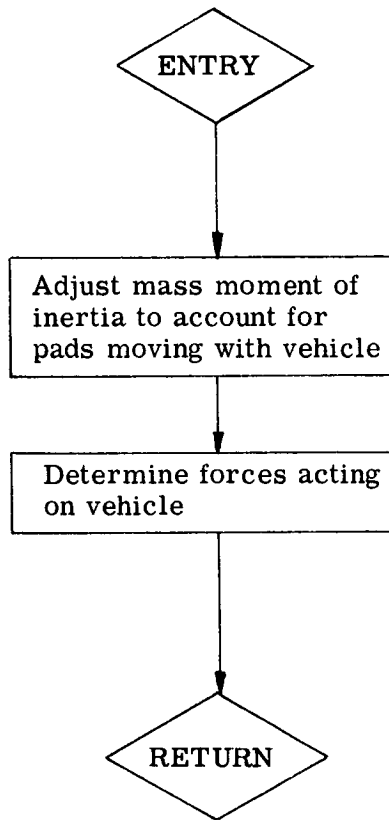 ENTRY
Adjust mass moment of
inertia to account for
pads moving with vehicle
Determine forces acting
on vehicle
RETURN